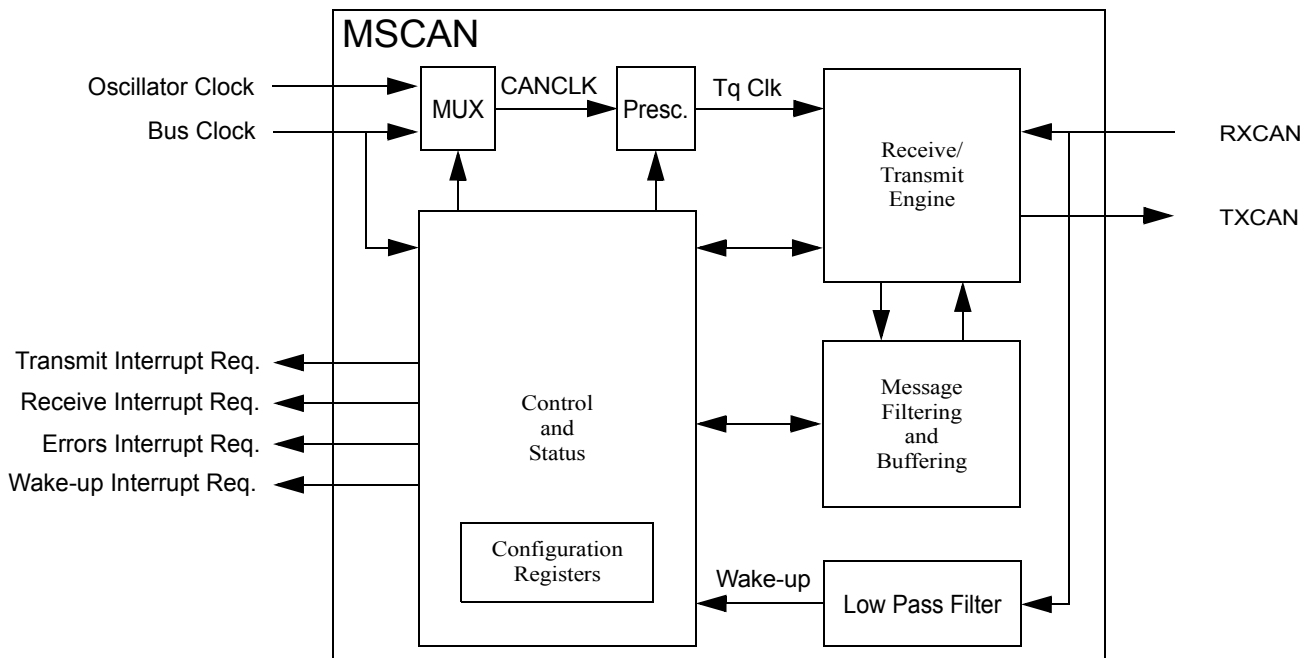 MSCAN
Oscillator Clock
Bus Clock
MUX
CANCLK
Presc.
Tq Clk
Receive/
Transmit
Engine
RXCAN
TXCAN
Transmit Interrupt Req.
Receive Interrupt Req.
Errors Interrupt Req.
Wake-up Interrupt Req.
Control
and
Status
Message
Filtering
and
Buffering
Configuration
Registers
Wake-up
Low Pass Filter